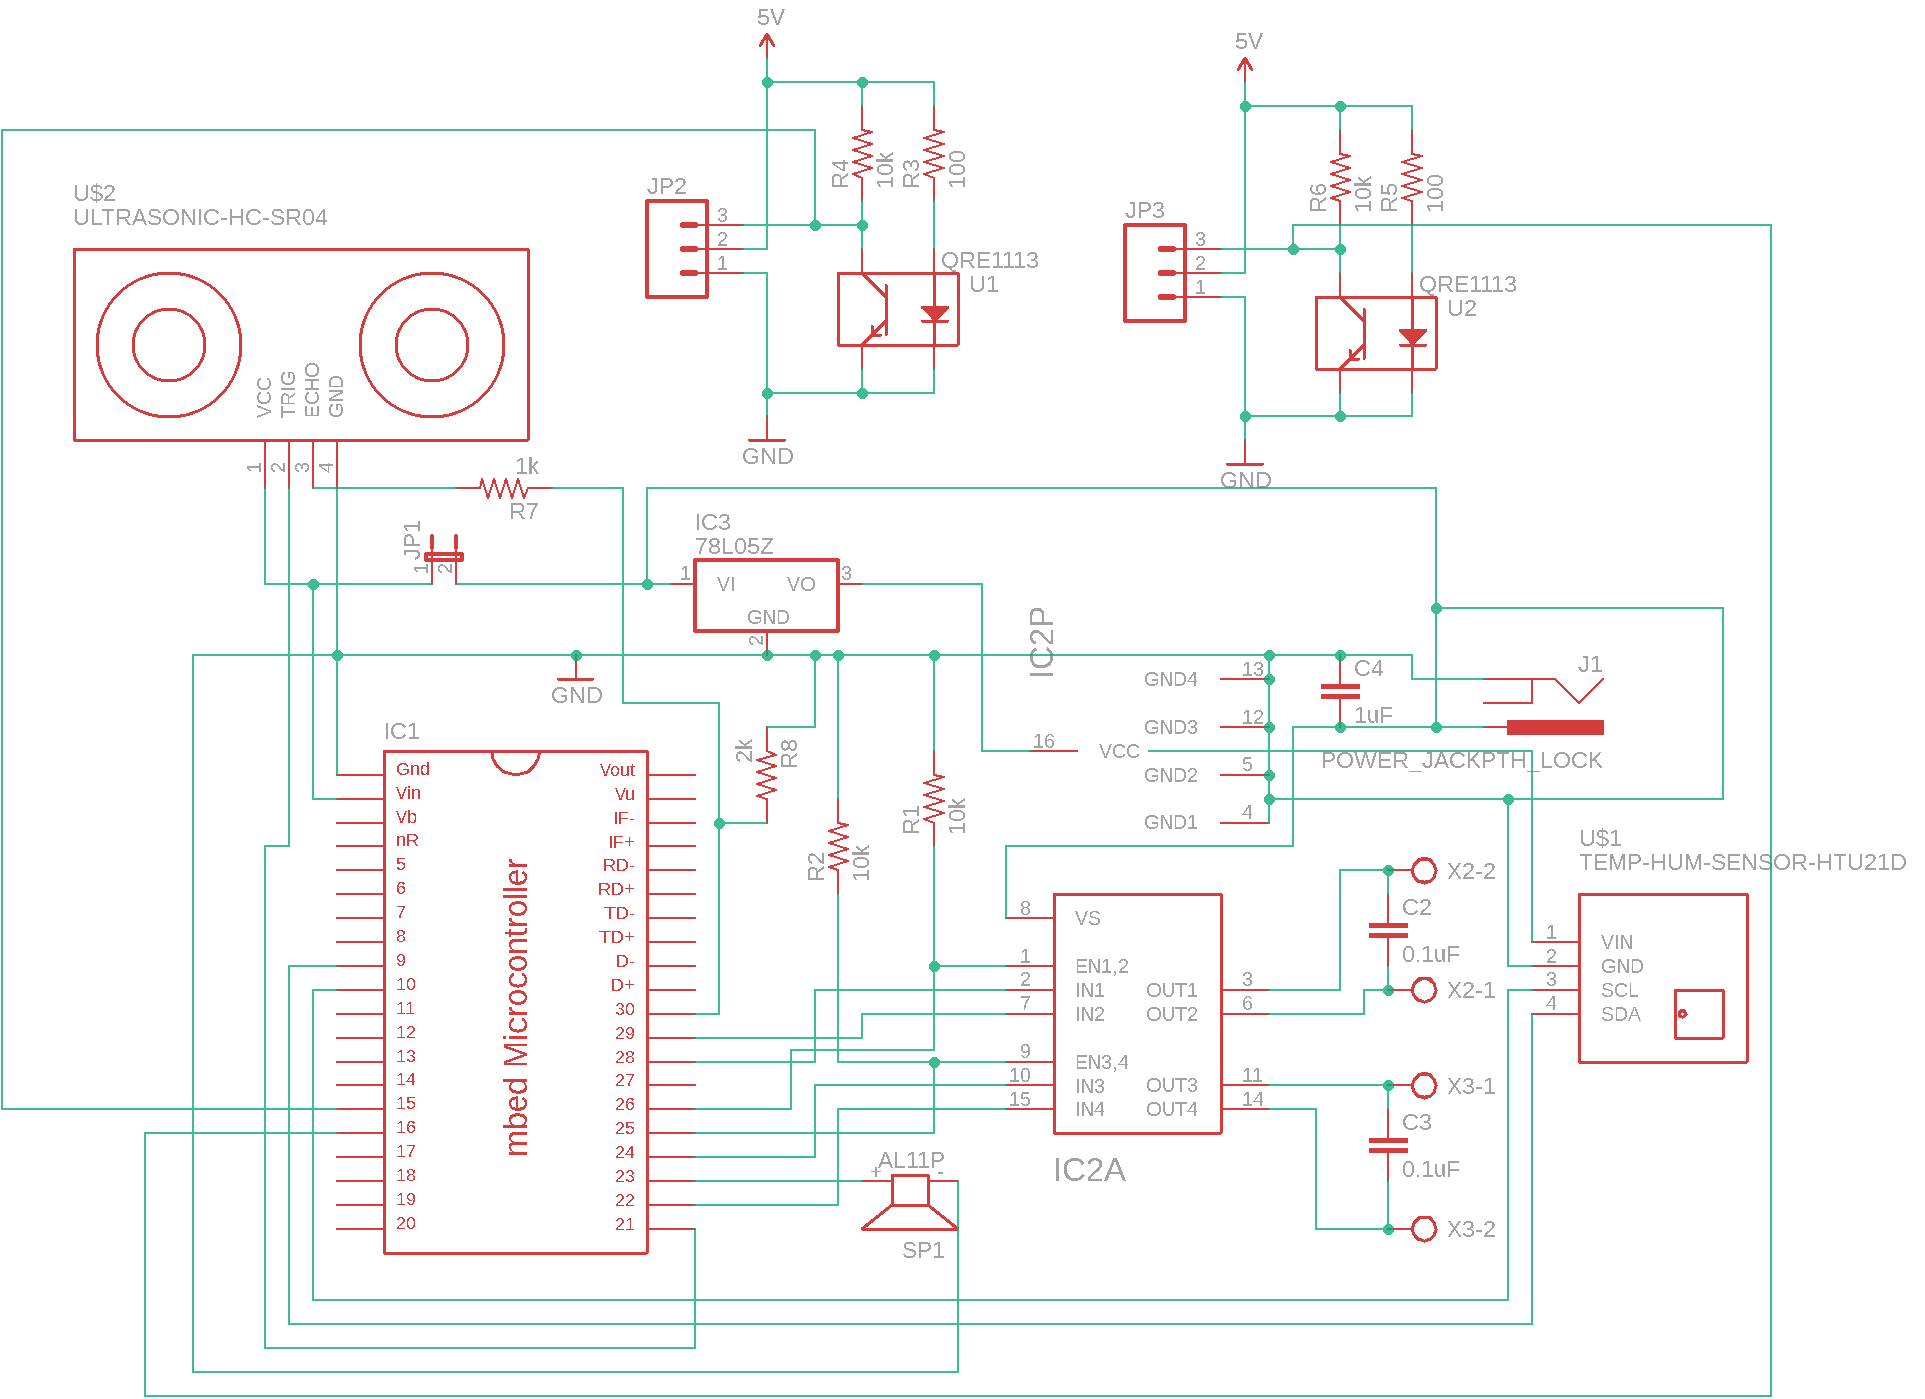 5V
5V
R4
10k
R3
100
R6
10k
R5
100
JP2
3
2
1
JP3
3
2
1
QRE1113
U1
QRE1113
U2
GND
GND
U$2
ULTRASONIC-HC-SR04
VCC
TRIG
ECHO
GND
1
2
3
4
1k
R7
JP1
1
2
IC3
78L05Z
1
VI
VO
3
GND
2
GND
IC2P
GND4
13
GND3
12
16
VCC
GND2
5
GND1
4
C4
1uF
J1
POWER_JACKPTH_LOCK
2k
R8
R2
10k
R1
10k
IC1
mbed Microcontroller
Gnd
Vin
Vb
nR
5
6
7
8
9
10
11
12
13
14
15
16
17
18
19
20
Vout
Vu
IF-
IF+
RD-
RD+
TD-
TD+
D-
D+
30
29
28
27
26
25
24
23
22
21
8
VS
1
EN1,2
2
IN1
7
IN2
9
EN3,4
10
IN3
15
IN4
OUT1
3
OUT2
6
OUT3
11
OUT4
14
IC2A
X2-2
C2
0.1uF
X2-1
X3-1
C3
0.1uF
X3-2
AL11P
+
-
SP1
U$1
TEMP-HUM-SENSOR-HTU21D
1
VIN
2
GND
3
SCL
4
SDA